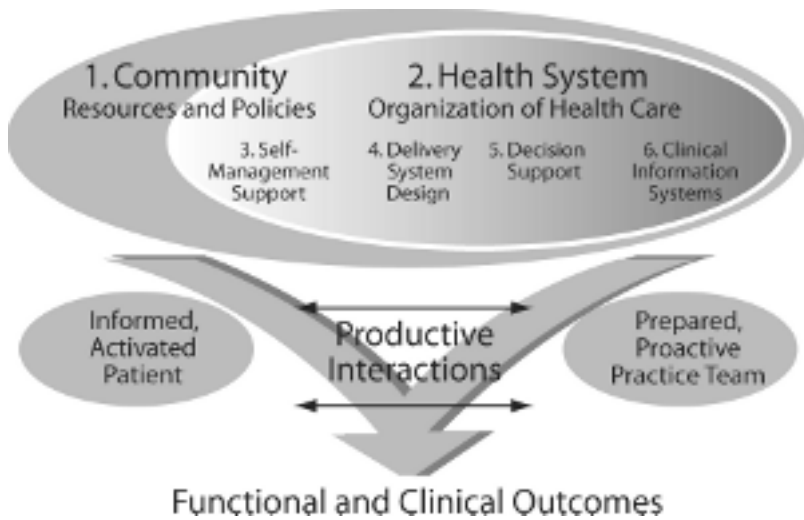 1. Community
Resources and Policies
2. Health System
Organization of Health Care
3. Self-
Management
Support
4. Delivery
System
Design
5. Decision
Support
6. Clinical
Information
Systems
Informed,
Activated
Patient
Productive
Interactions
Prepared,
Proactive
Practice Team
Functional and Clinical Outcomes